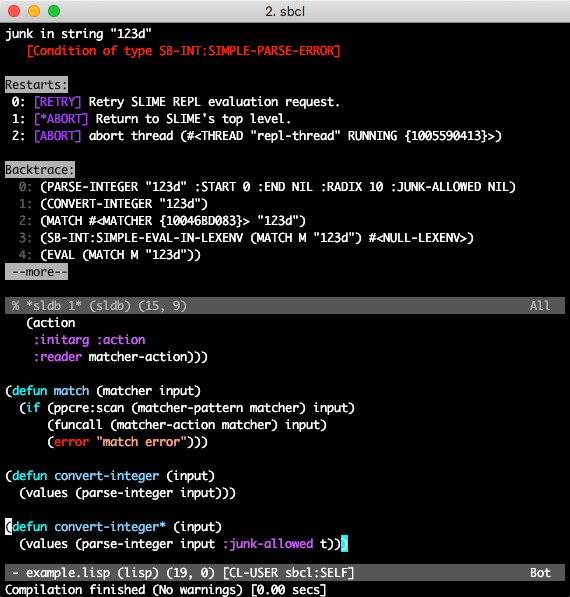 2. sbcl
junk in string "123d"
[Condition of type SB-INT:SIMPLE-PARSE-ERROR]
Restarts:
0: [RETRY] Retry SLIME REPL evaluation request.
1: [*ABORT] Return to SLIME's top level.
2: [ABORT] abort thread (#<THREAD "repl-thread" RUNNING {1005590413}>)
Backtrace:
0: (PARSE-INTEGER "123d" :START 0 :END NIL :RADIX 10 :JUNK-ALLOWED NIL)
1: (CONVERT-INTEGER "123d")
2: (MATCH #<MATCHER {10046BD083}> "123d")
3: (SB-INT:SIMPLE-EVAL-IN-LEXENV (MATCH M "123d") #<NULL-LEXENV>)
4: (EVAL (MATCH M "123d"))
--more--
% *sldb 1* (sldb) (15, 9) All
(action
:initarg :action
:reader matcher-action)))
(defun match (matcher input)
(if (ppcre:scan (matcher-pattern matcher) input)
(funcall (matcher-action matcher) input)
(error "match error")))
(defun convert-integer (input)
(values (parse-integer input)))
(defun convert-integer* (input)
(values (parse-integer input :junk-allowed t)))
- example.lisp (lisp) (19, 0) [CL-USER sbcl:SELF] Bot
Compilation finished (No warnings) [0.00 secs]